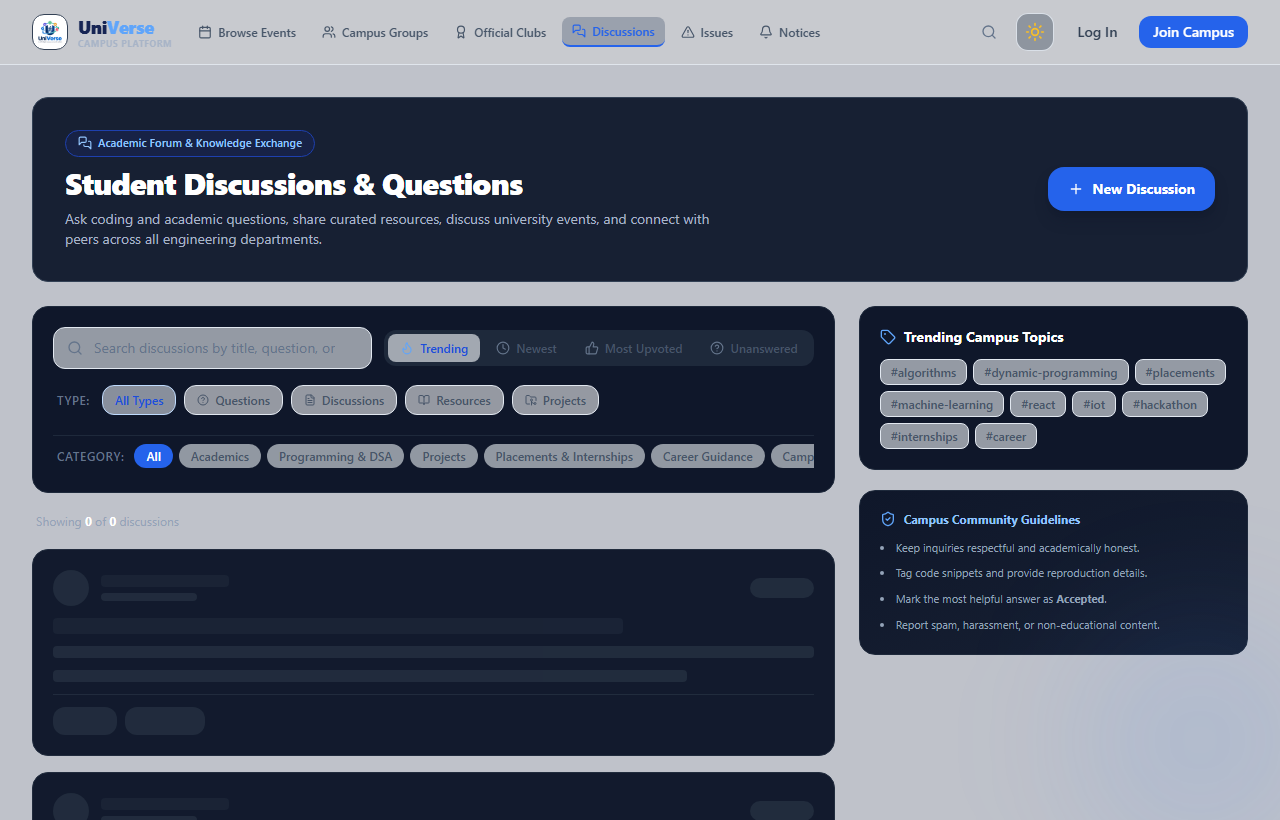 UniVerse
CAMPUS PLATFORM
Browse Events
Campus Groups
Official Clubs
Discussions
Issues
Notices
Log In
Join Campus
Academic Forum & Knowledge Exchange
Student Discussions & Questions
Ask coding and academic questions, share curated resources, discuss university events, and connect with
peers across all engineering departments.
New Discussion
Search discussions by title, question, or
Trending
Newest
Most Upvoted
Unanswered
TYPE:
All Types
Questions
Discussions
Resources
Projects
CATEGORY:
All
Academics
Programming & DSA
Projects
Placements & Internships
Career Guidance
Camp
Showing 0 of 0 discussions
Trending Campus Topics
#algorithms
#dynamic-programming
#placements
#machine-learning
#react
#iot
#hackathon
#internships
#career
Campus Community Guidelines
Keep inquiries respectful and academically honest.
Tag code snippets and provide reproduction details.
Mark the most helpful answer as Accepted.
Report spam, harassment, or non-educational content.